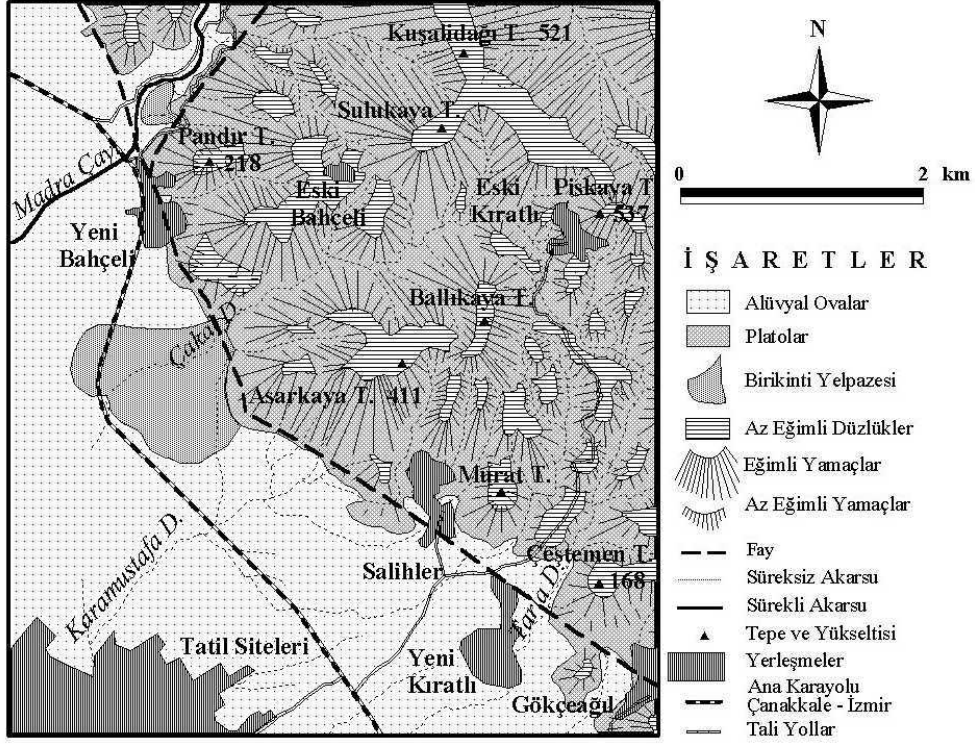 Kuşalidağı T. 521
Sulukaya T.
Pandır T.
218
Madra Çayı
Eski
Bahçeli
Eski
Kıratlı
Piskaya T
537
Yeni
Bahçeli
Ballıkaya T.
Çakal D.
Asarkaya T. 411
Murat T.
Salihler
Çestemen T.
168
Tarla D.
Karamustafa D.
Tatil Siteleri
Yeni
Kıratlı
Gökçeağıl
N
0 2 km
İ Ş A R E T L E R
Alüvyal Ovalar
Platolar
Birikinti Yelpazesi
Az Eğimli Düzlükler
Eğimli Yamaçlar
Az Eğimli Yamaçlar
Fay
Süreksiz Akarsu
Sürekli Akarsu
Tepe ve Yükseltisi
Yerleşmeler
Ana Karayolu
Çanakkale - İzmir
Tali Yollar